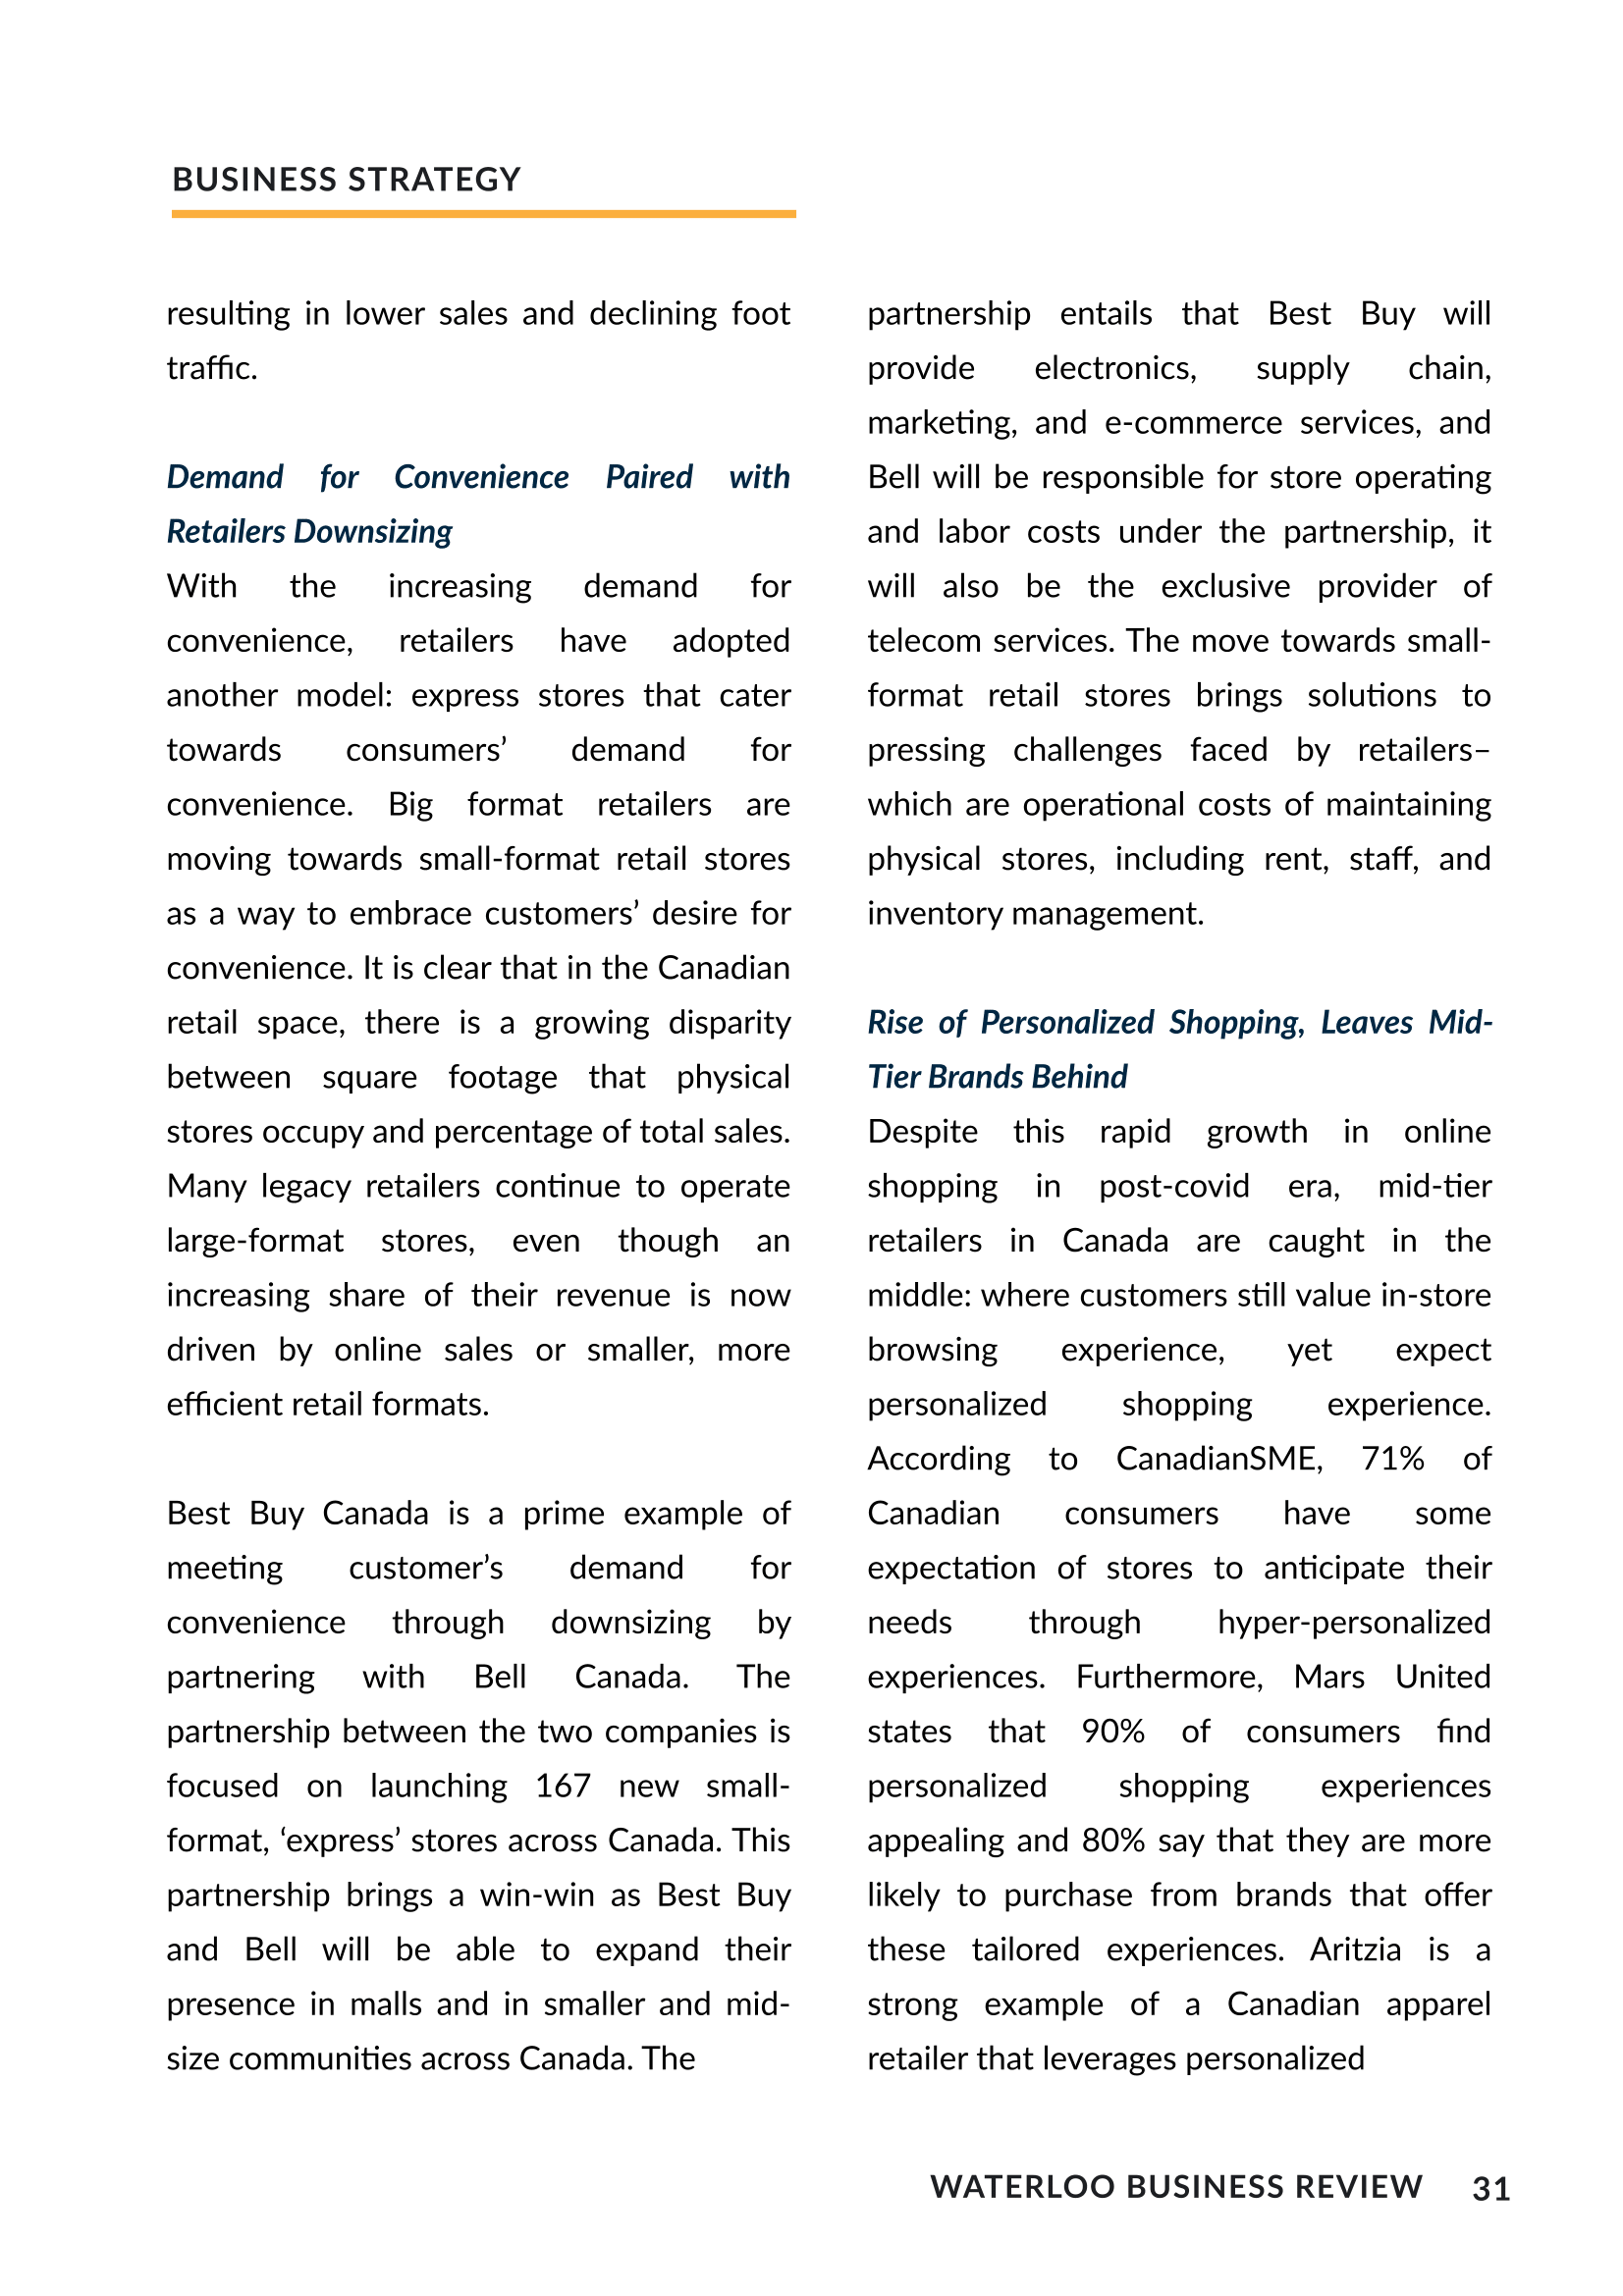 BUSINESS STRATEGY
resulting in lower sales and declining foot
traffic.
Demand for Convenience Paired with
Retailers Downsizing
With the increasing demand for
convenience, retailers have adopted
another model: express stores that cater
towards consumers’ demand for
convenience. Big format retailers are
moving towards small-format retail stores
as a way to embrace customers’ desire for
convenience. It is clear that in the Canadian
retail space, there is a growing disparity
between square footage that physical
stores occupy and percentage of total sales.
Many legacy retailers continue to operate
large-format stores, even though an
increasing share of their revenue is now
driven by online sales or smaller, more
efficient retail formats.
Best Buy Canada is a prime example of
meeting customer’s demand for
convenience through downsizing by
partnering with Bell Canada. The
partnership between the two companies is
focused on launching 167 new small-
format, ‘express’ stores across Canada. This
partnership brings a win-win as Best Buy
and Bell will be able to expand their
presence in malls and in smaller and mid-
size communities across Canada. The
partnership entails that Best Buy will
provide electronics, supply chain,
marketing, and e-commerce services, and
Bell will be responsible for store operating
and labor costs under the partnership, it
will also be the exclusive provider of
telecom services. The move towards small-
format retail stores brings solutions to
pressing challenges faced by retailers–
which are operational costs of maintaining
physical stores, including rent, staff, and
inventory management.
Rise of Personalized Shopping, Leaves Mid-
Tier Brands Behind
Despite this rapid growth in online
shopping in post-covid era, mid-tier
retailers in Canada are caught in the
middle: where customers still value in-store
browsing experience, yet expect
personalized shopping experience.
According to CanadianSME, 71% of
Canadian consumers have some
expectation of stores to anticipate their
needs through hyper-personalized
experiences. Furthermore, Mars United
states that 90% of consumers find
personalized shopping experiences
appealing and 80% say that they are more
likely to purchase from brands that offer
these tailored experiences. Aritzia is a
strong example of a Canadian apparel
retailer that leverages personalized
WATERLOO BUSINESS REVIEW 31